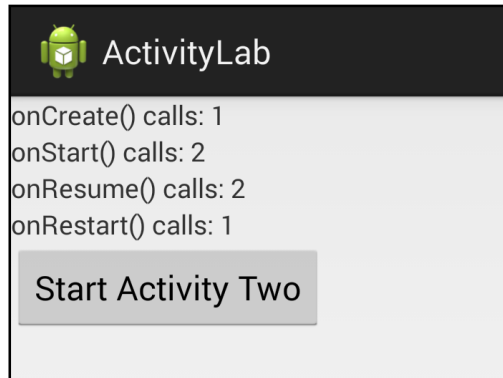 ActivityLab
onCreate() calls: 1
onStart() calls: 2
onResume() calls: 2
onRestart() calls: 1
Start Activity Two